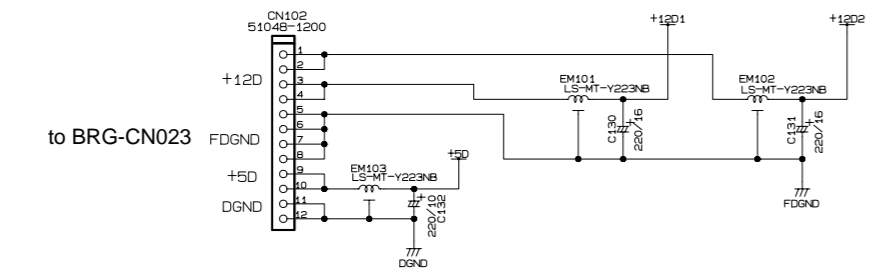 CN102
51048-1200
+12D1
+12D2
1
2
3
4
5
6
7
8
9
10
11
12
+12D
FDGND
+5D
DGND
to BRG-CN023
EM101
LS-MT-Y223NB
EM102
LS-MT-Y223NB
C130
220/16
C131
220/16
+5D
EM103
LS-MT-Y223NB
220/10
C132
FDGND
DGND